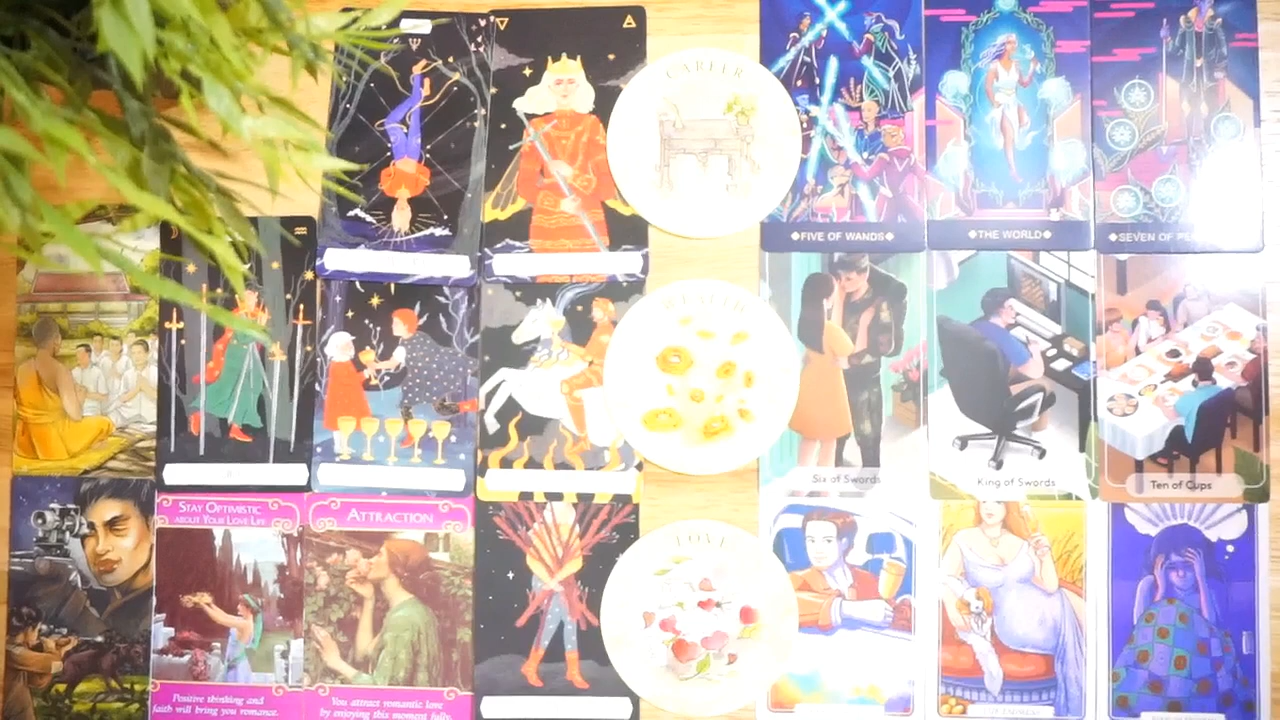 CAREER
FIVE OF WANDS
THE WORLD
SEVEN OF
WEALTH
Six of Swords
King of Swords
Ten of Cups
STAY OPTIMISTIC
ABOUT YOUR LOVE LIFE
ATTRACTION
LOVE
Positive thinking and
faith will bring you romance.
You attract romantic love
by enjoying this moment fully.